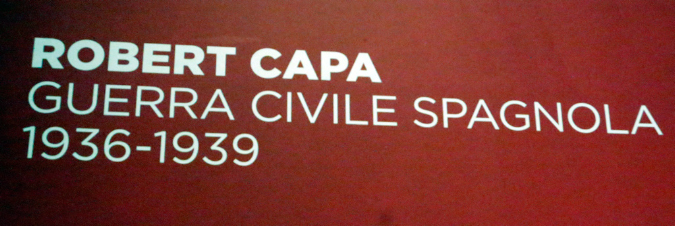 ROBERT CAPA
GUERRA CIVILE SPAGNOLA
1936-1939